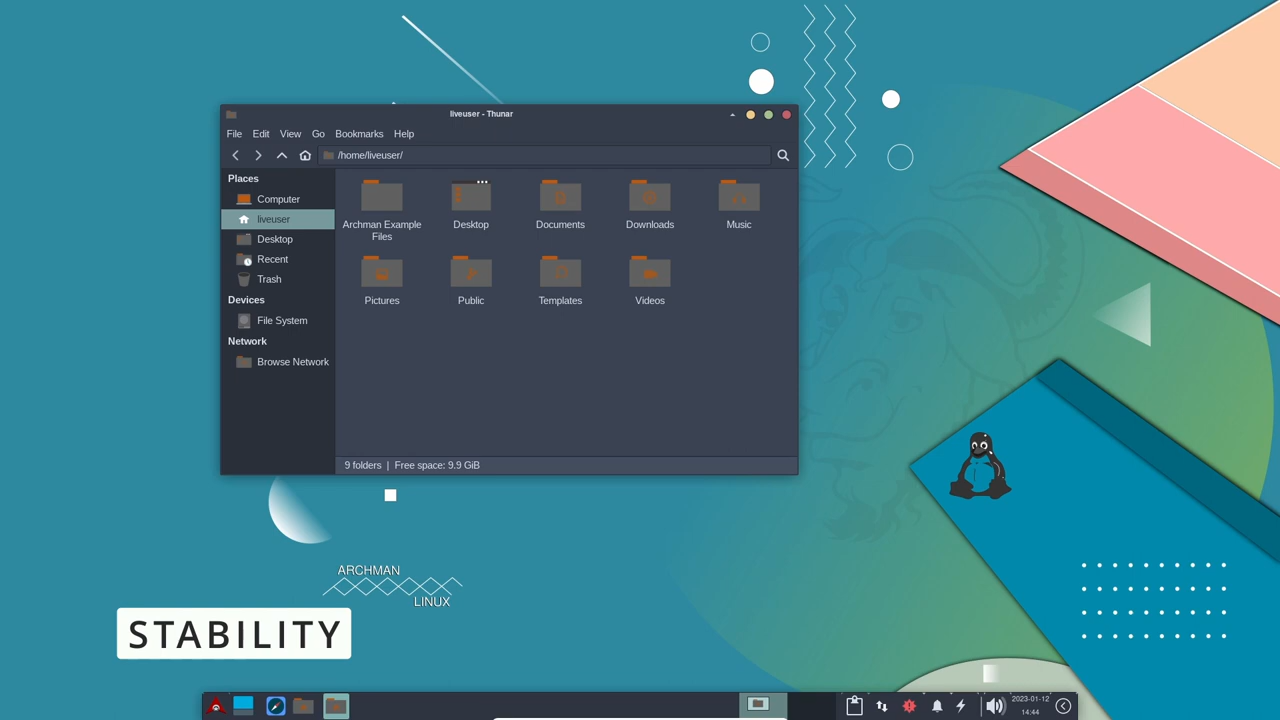 liveuser - Thunar
File Edit View Go Bookmarks Help
/home/liveuser/
Places
Computer
liveuser
Desktop
Recent
Trash
Devices
File System
Network
Browse Network
Archman Example
Files
Desktop
Documents
Downloads
Music
Pictures
Public
Templates
Videos
9 folders | Free space: 9.9 GiB
ARCHMAN
LINUX
STABILITY
2023-01-12
14:44